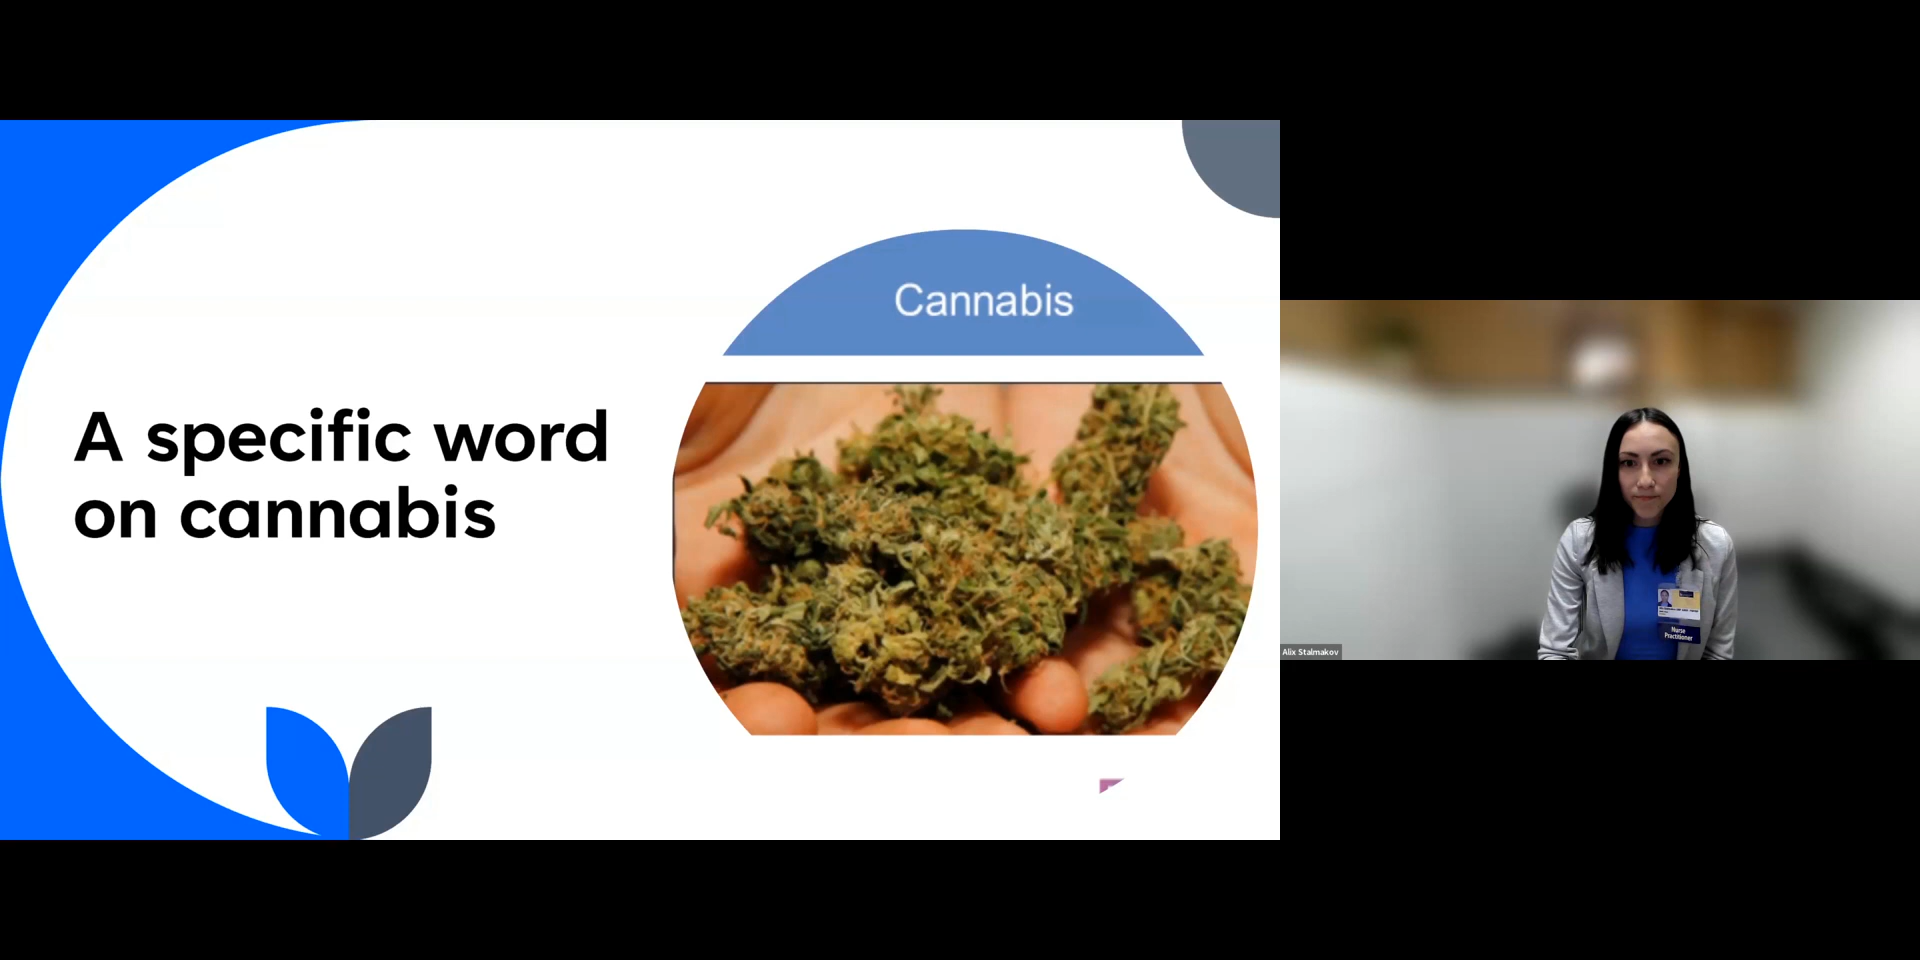 A specific word
on cannabis
Cannabis
Alix Stalmakov
Nurse
Practitioner